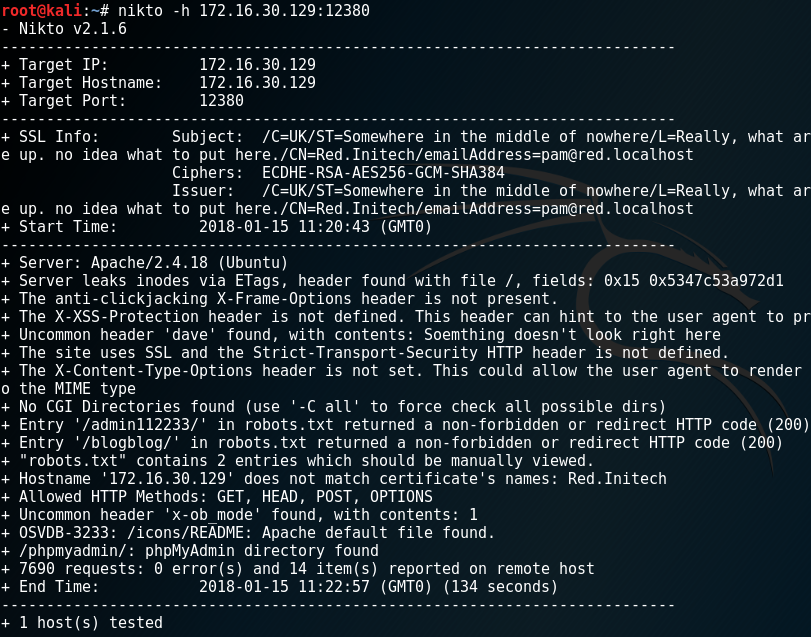 root@kali:~# nikto -h 172.16.30.129:12380
- Nikto v2.1.6
---------------------------------------------------------------------------
+ Target IP:          172.16.30.129
+ Target Hostname:    172.16.30.129
+ Target Port:        12380
---------------------------------------------------------------------------
+ SSL Info:        Subject:  /C=UK/ST=Somewhere in the middle of nowhere/L=Really, what ar
e up. no idea what to put here./CN=Red.Initech/emailAddress=pam@red.localhost
                   Ciphers:  ECDHE-RSA-AES256-GCM-SHA384
                   Issuer:   /C=UK/ST=Somewhere in the middle of nowhere/L=Really, what ar
e up. no idea what to put here./CN=Red.Initech/emailAddress=pam@red.localhost
+ Start Time:         2018-01-15 11:20:43 (GMT0)
---------------------------------------------------------------------------
+ Server: Apache/2.4.18 (Ubuntu)
+ Server leaks inodes via ETags, header found with file /, fields: 0x15 0x5347c53a972d1
+ The anti-clickjacking X-Frame-Options header is not present.
+ The X-XSS-Protection header is not defined. This header can hint to the user agent to pr
+ Uncommon header 'dave' found, with contents: Soemthing doesn't look right here
+ The site uses SSL and the Strict-Transport-Security HTTP header is not defined.
+ The X-Content-Type-Options header is not set. This could allow the user agent to render
o the MIME type
+ No CGI Directories found (use '-C all' to force check all possible dirs)
+ Entry '/admin112233/' in robots.txt returned a non-forbidden or redirect HTTP code (200)
+ Entry '/blogblog/' in robots.txt returned a non-forbidden or redirect HTTP code (200)
+ "robots.txt" contains 2 entries which should be manually viewed.
+ Hostname '172.16.30.129' does not match certificate's names: Red.Initech
+ Allowed HTTP Methods: GET, HEAD, POST, OPTIONS
+ Uncommon header 'x-ob_mode' found, with contents: 1
+ OSVDB-3233: /icons/README: Apache default file found.
+ /phpmyadmin/: phpMyAdmin directory found
+ 7690 requests: 0 error(s) and 14 item(s) reported on remote host
+ End Time:           2018-01-15 11:22:57 (GMT0) (134 seconds)
---------------------------------------------------------------------------
+ 1 host(s) tested